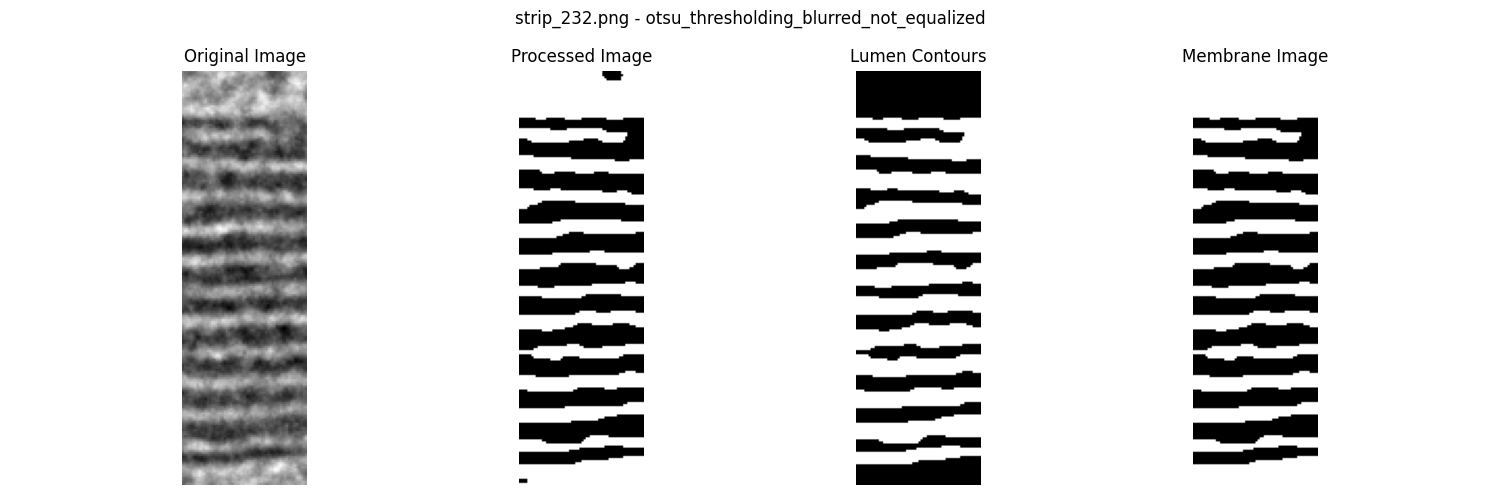 strip_232.png - otsu_thresholding_blurred_not_equalized
Original Image
Processed Image
Lumen Contours
Membrane Image